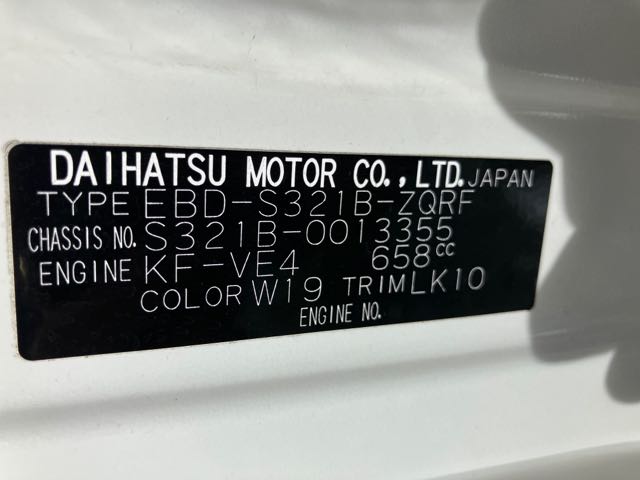 DAIHATSU MOTOR CO., LTD. JAPAN
TYPE EBD-S321B-ZQRF
CHASSIS NO. S321B-0013355
ENGINE KF-VE4 658cc
COLOR W19 TRIM LK10
ENGINE NO.